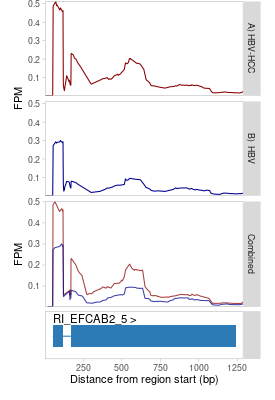 0.5
0.4
0.3
0.2
0.1
A) HBV-HCC
FPM
0.5
0.4
0.3
0.2
0.1
B) HBV
0.5
0.4
0.3
0.2
0.1
Combined
FPM
RI_EFCAB2_5 >
250
500
750
1000
1250
Distance from region start (bp)